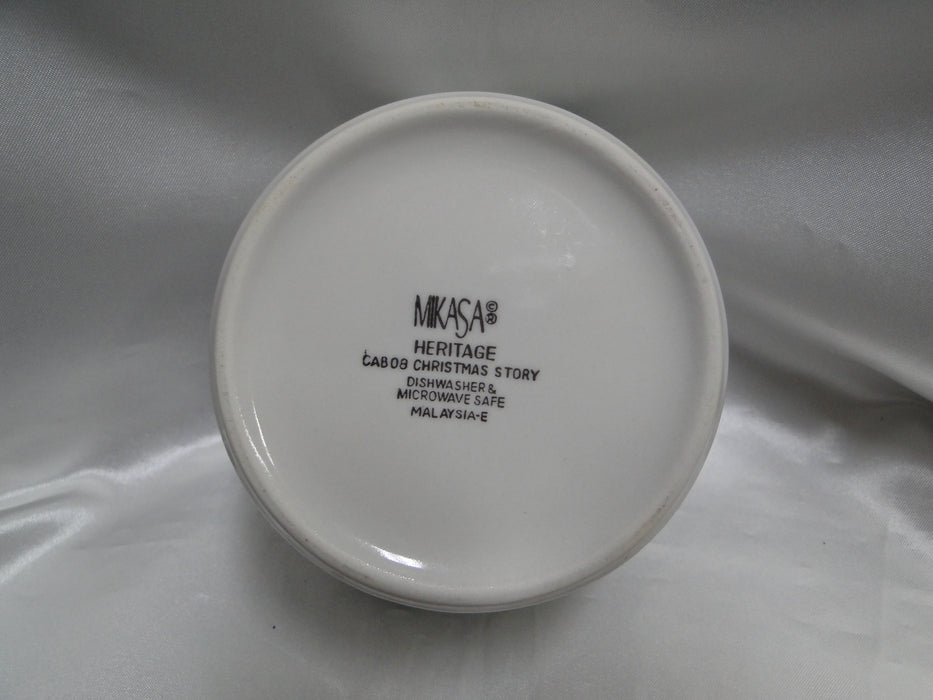 MIKASA©®
HERITAGE
CAB08 CHRISTMAS STORY
DISHWASHER &
MICROWAVE SAFE
MALAYSIA-E